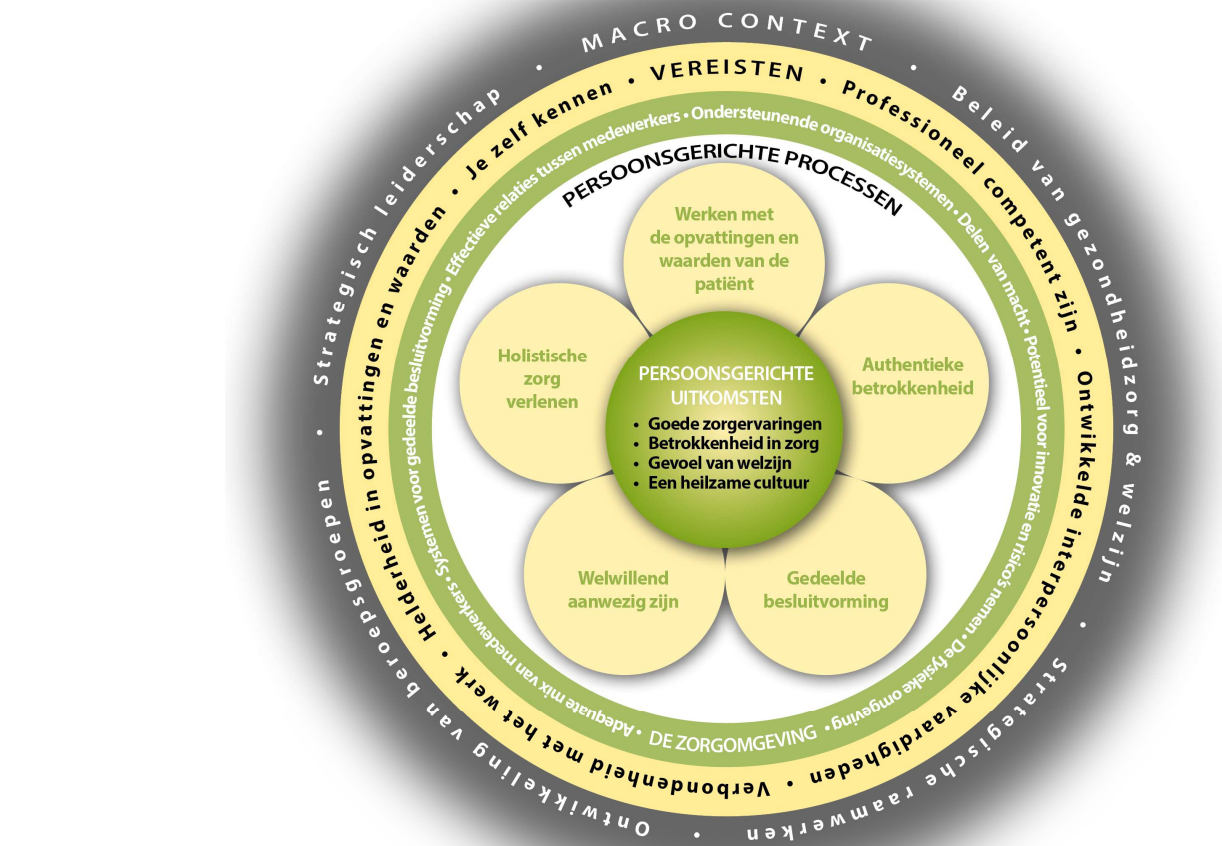 MACRO CONTEXT • Beleid van gezondheidzorg & welzijn • Strategische raamwerken • Ontwikkeling van beroepsgroepen • Strategisch leiderschap •
VEREISTEN • Professioneel competent zijn • Ontwikkelde interpersoonlijke vaardigheden • Verbondenheid met het werk • Helderheid in opvattingen en waarden • Je zelf kennen •
DE ZORGOMGEVING • Adequate mix van medewerkers • Systemen voor gedeelde besluitvorming • Effectieve relaties tussen medewerkers • Ondersteunende organisatiesystemen • Delen van macht • Potentieel voor innovatie en risico's nemen • De fysieke omgeving •
PERSOONSGERICHTE PROCESSEN
Werken met
de opvattingen en
waarden van de
patiënt
Authentieke
betrokkenheid
Gedeelde
besluitvorming
Welwillend
aanwezig zijn
Holistische
zorg
verlenen
PERSOONSGERICHTE
UITKOMSTEN
• Goede zorgervaringen
• Betrokkenheid in zorg
• Gevoel van welzijn
• Een heilzame cultuur